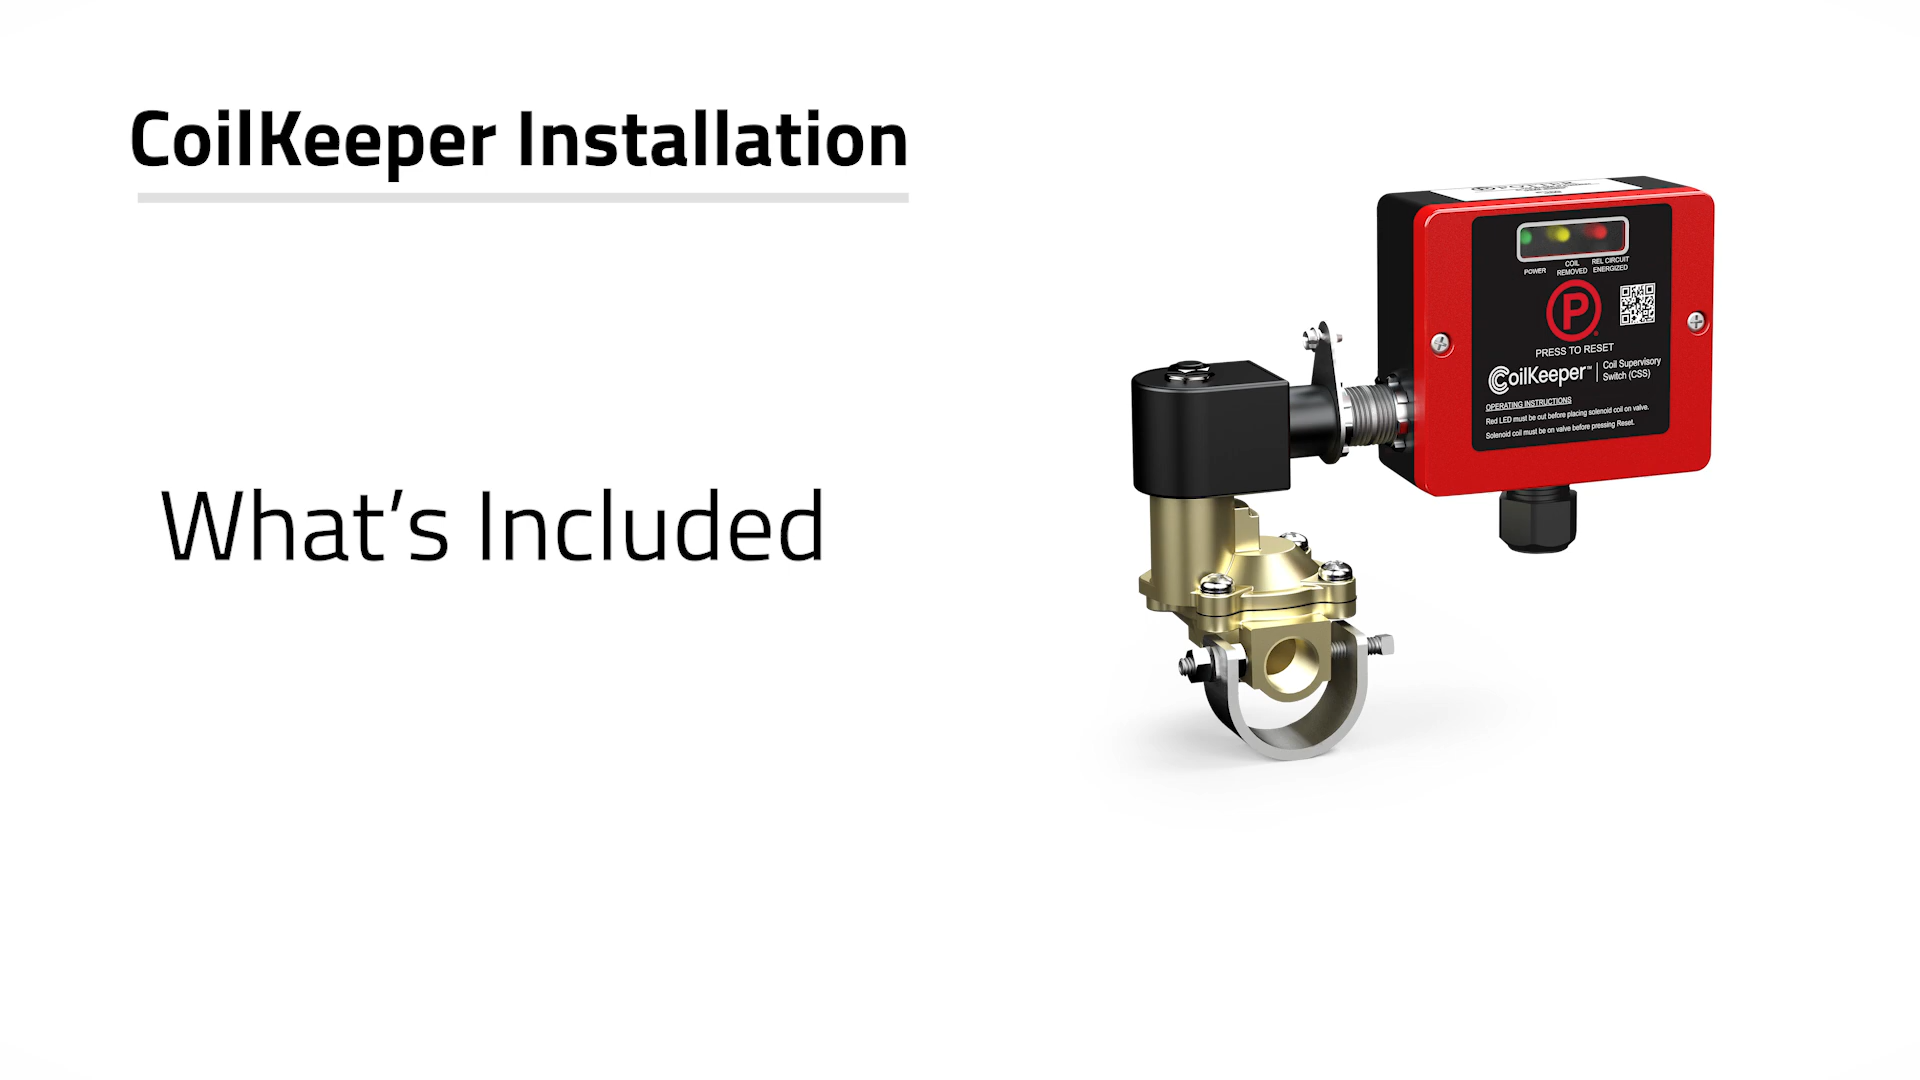 CoilKeeper Installation
What's Included
POWER
COIL
REMOVED
REL CIRCUIT
ENERGIZED
P
PRESS TO RESET
CoilKeeper™
Coil Supervisory
Switch (CSS)
OPERATING INSTRUCTIONS
Red LED must be out before placing solenoid coil on valve.
Solenoid coil must be on valve before pressing Reset.